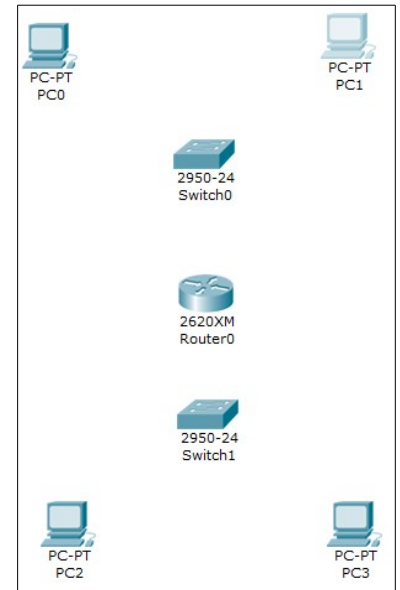 PC-PT
PC0
PC-PT
PC1
2950-24
Switch0
2620XM
Router0
2950-24
Switch1
PC-PT
PC2
PC-PT
PC3